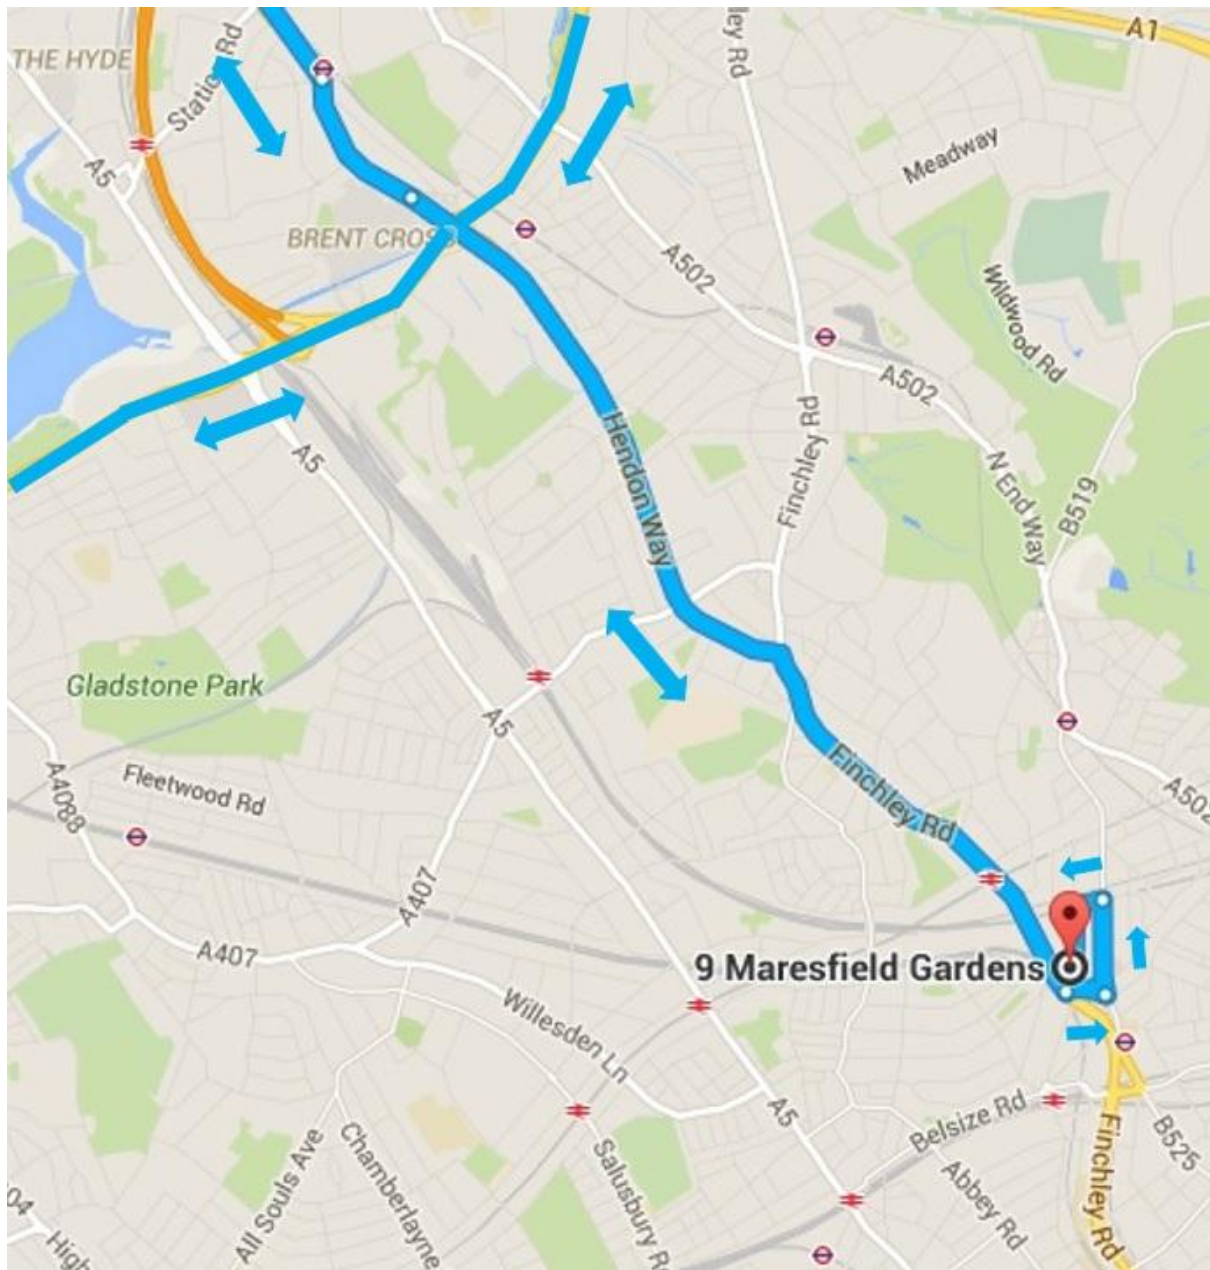 A1
ley Rd
THE HYDE
Station Rd
Meadway
A5
BRENT CROSS
A502
Wildwood Rd
A502
Hendon Way
Finchley Rd
A5
N End Way
B519
Gladstone Park
A5
Fleetwood Rd
A4088
Finchley Rd
A502
A407
A407
9 Maresfield Gardens
Willesden Ln
A5
Belsize Rd
B525
Finchley Rd
All Souls Ave
Chamberlayne
Salusbury R
Abbey Rd
04
High